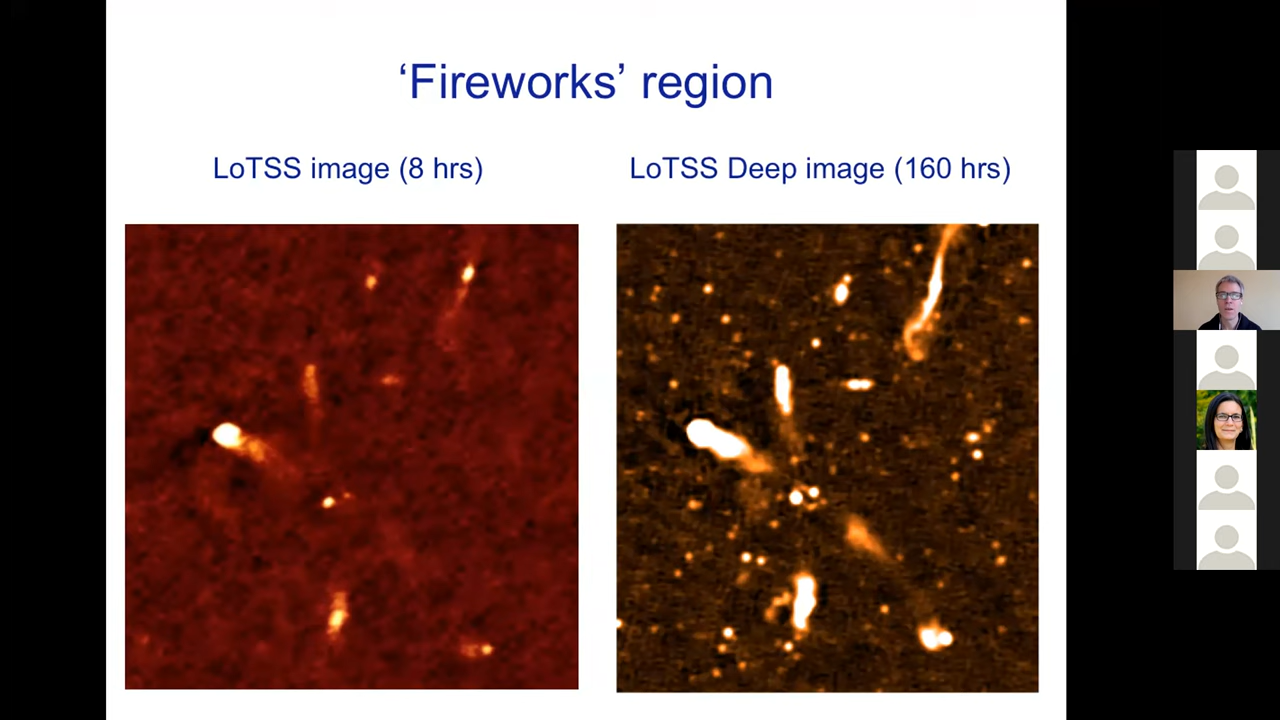 ‘Fireworks’ region
LoTSS image (8 hrs)
LoTSS Deep image (160 hrs)